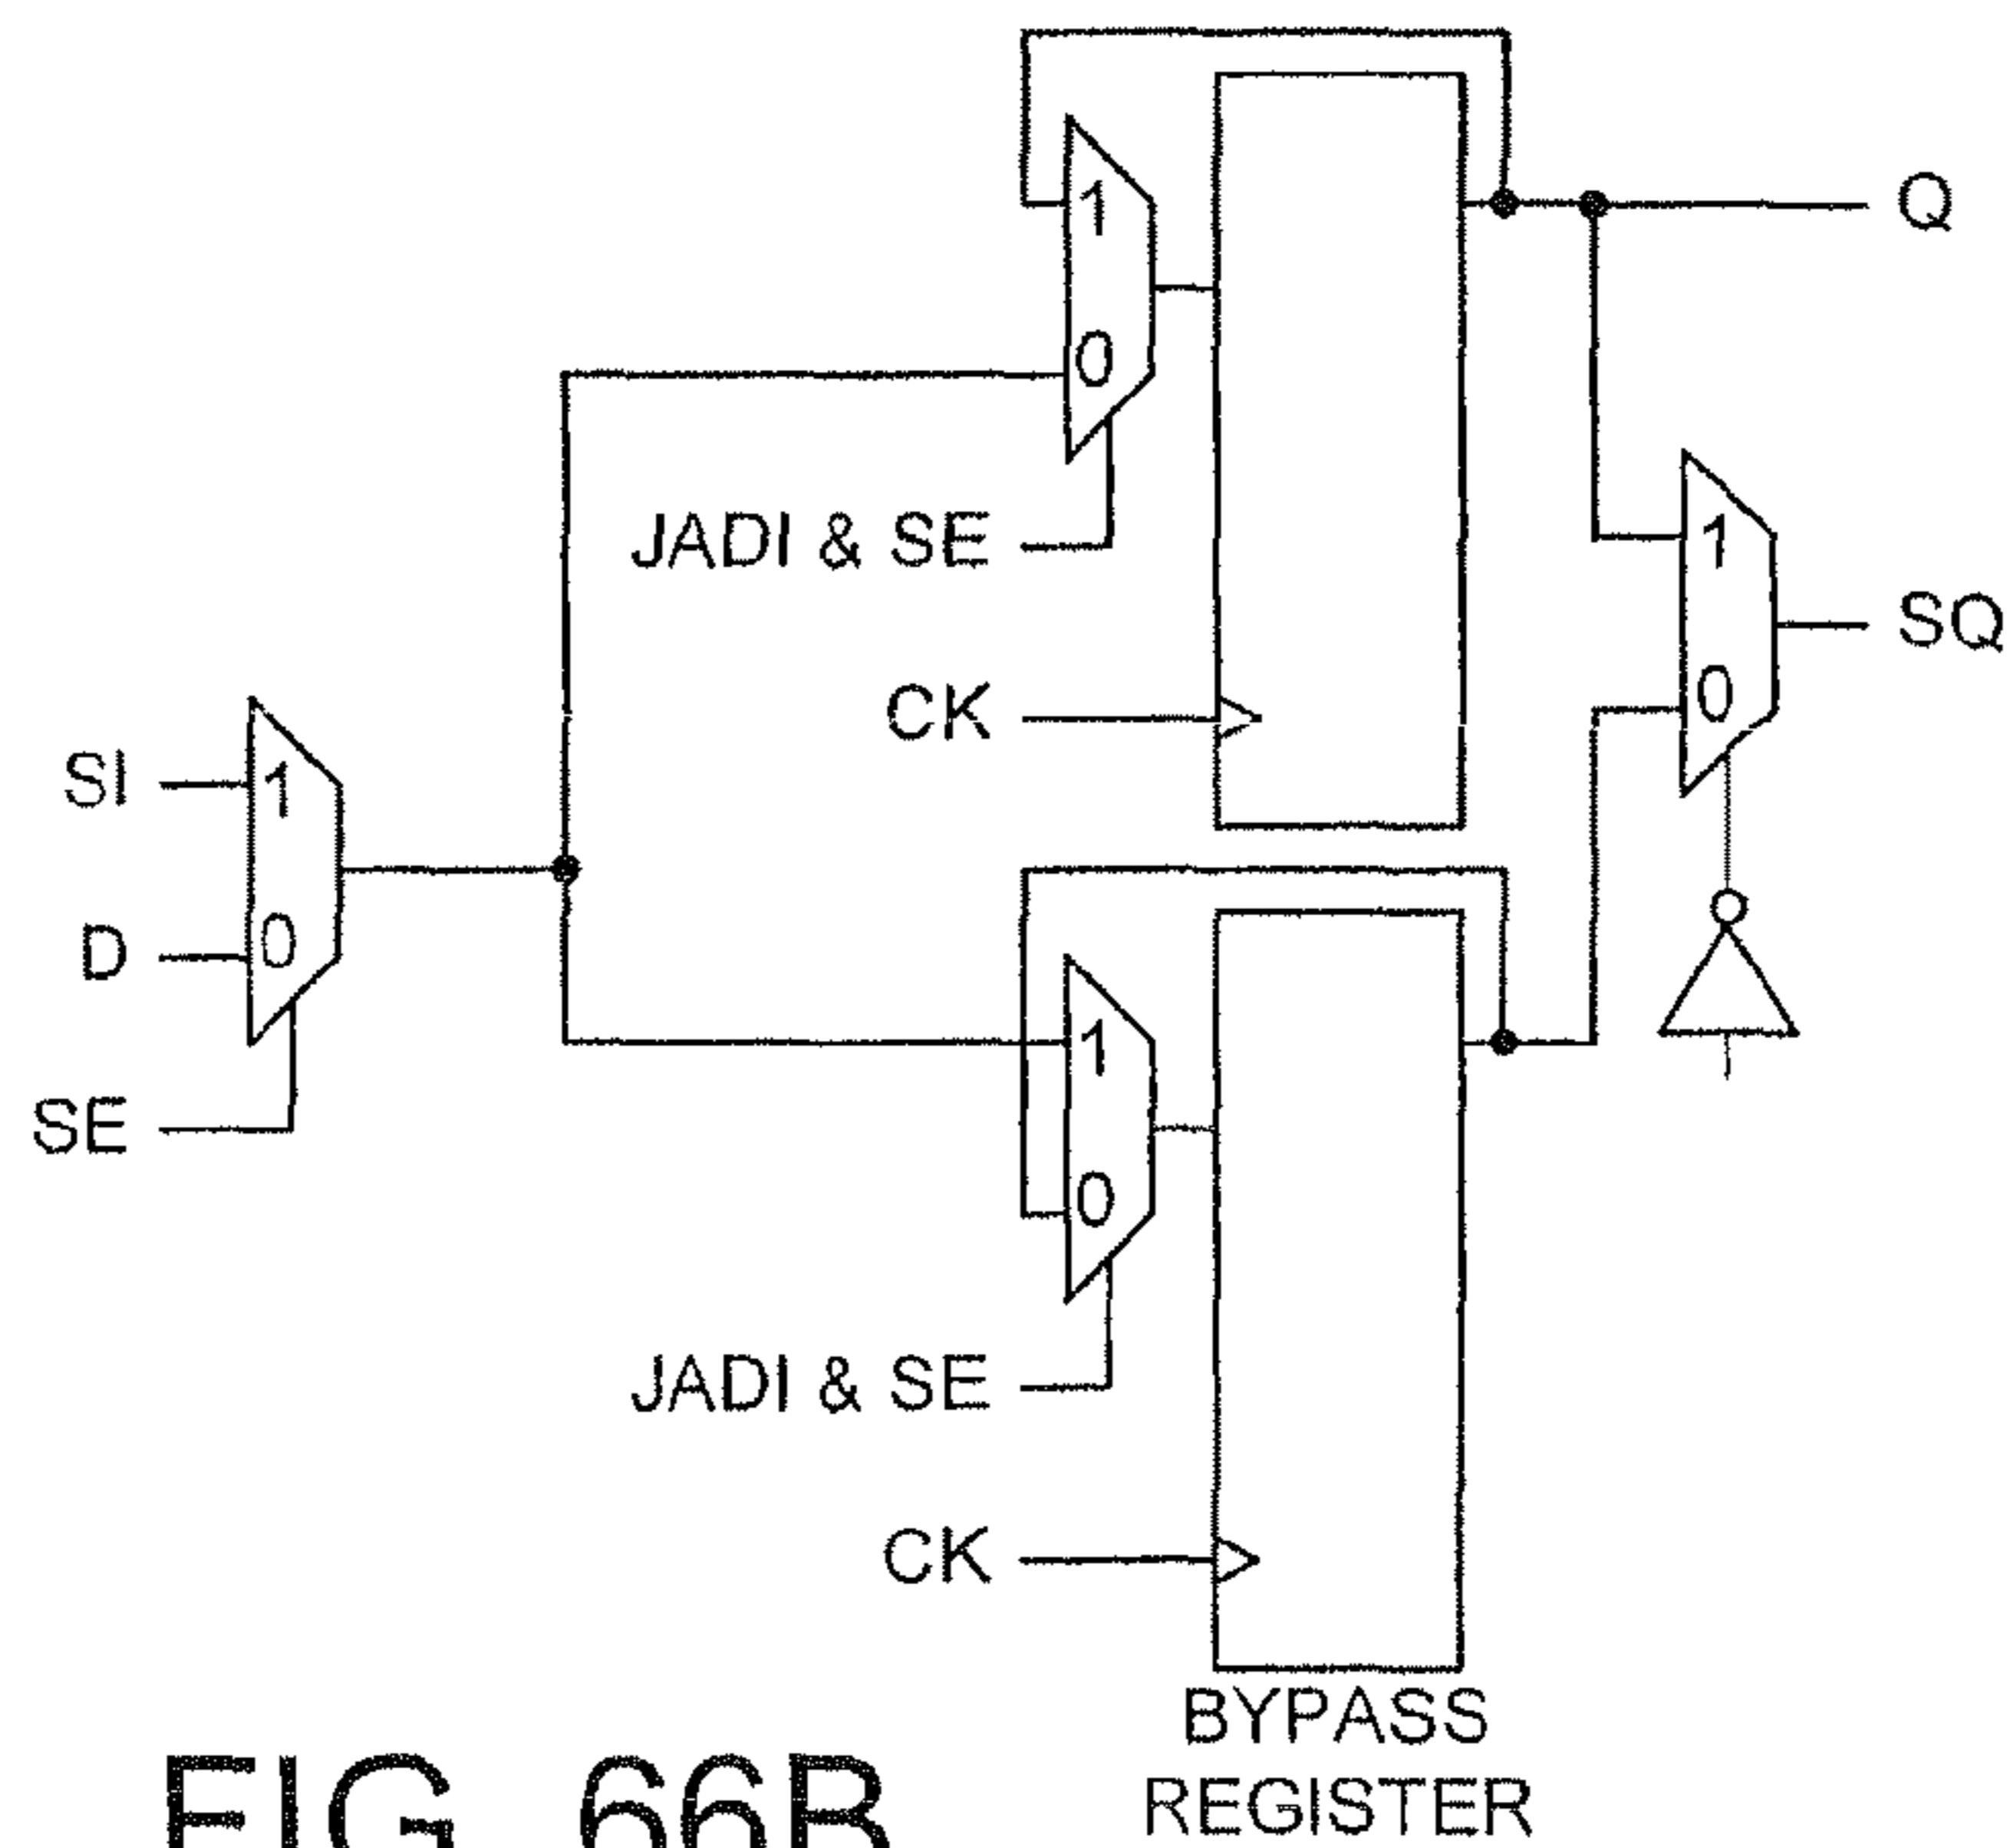 Q
1
0
JADI & SE
1
SQ
0
CK
SI
1
D
0
SE
1
0
JADI & SE
CK
BYPASS
REGISTER
FIG. 66B